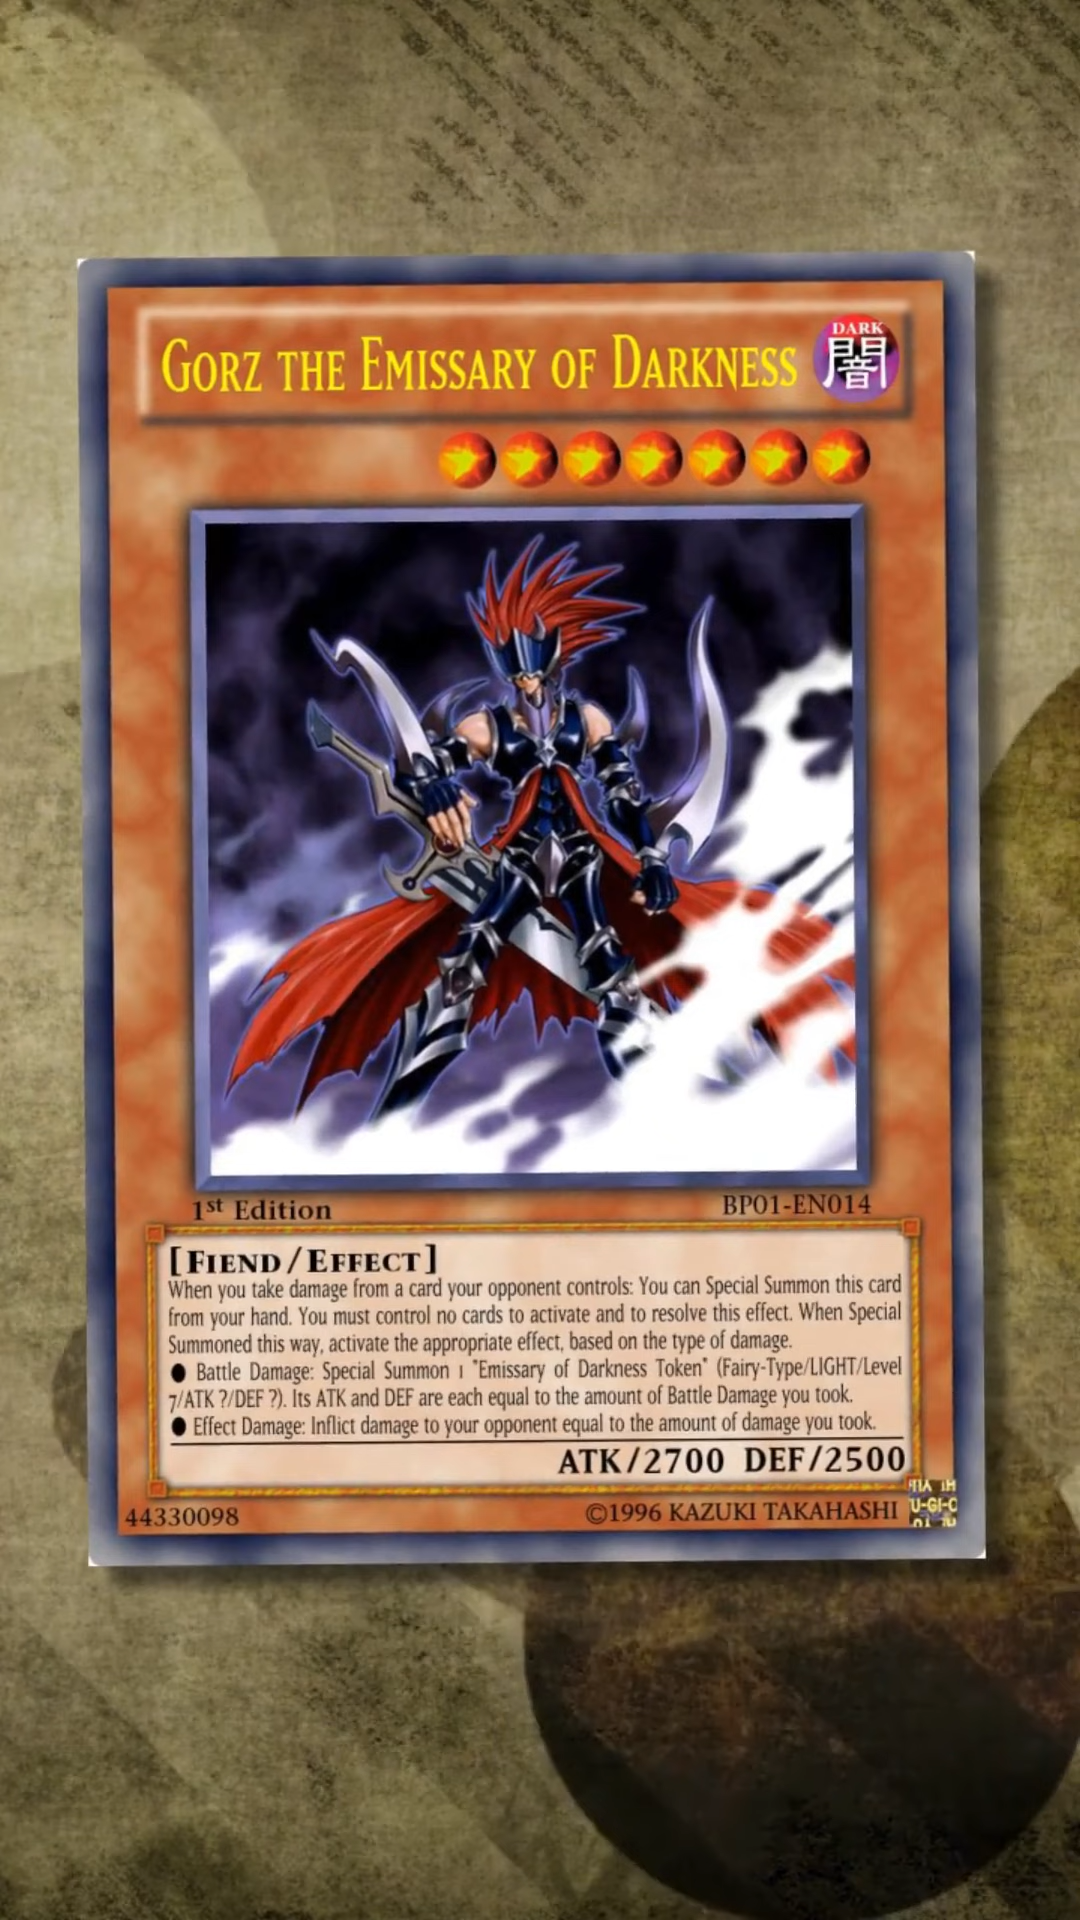 GORZ THE EMISSARY OF DARKNESS
DARK
闇
1st Edition
BP01-EN014
[FIEND/EFFECT]
When you take damage from a card your opponent controls: You can Special Summon this card
from your hand. You must control no cards to activate and to resolve this effect. When Special
Summoned this way, activate the appropriate effect, based on the type of damage.
● Battle Damage: Special Summon 1 "Emissary of Darkness Token" (Fairy-Type/LIGHT/Level
7/ATK ?/DEF ?). Its ATK and DEF are each equal to the amount of Battle Damage you took.
● Effect Damage: Inflict damage to your opponent equal to the amount of damage you took.
ATK/2700 DEF/2500
44330098
©1996 KAZUKI TAKAHASHI
U-GI-O